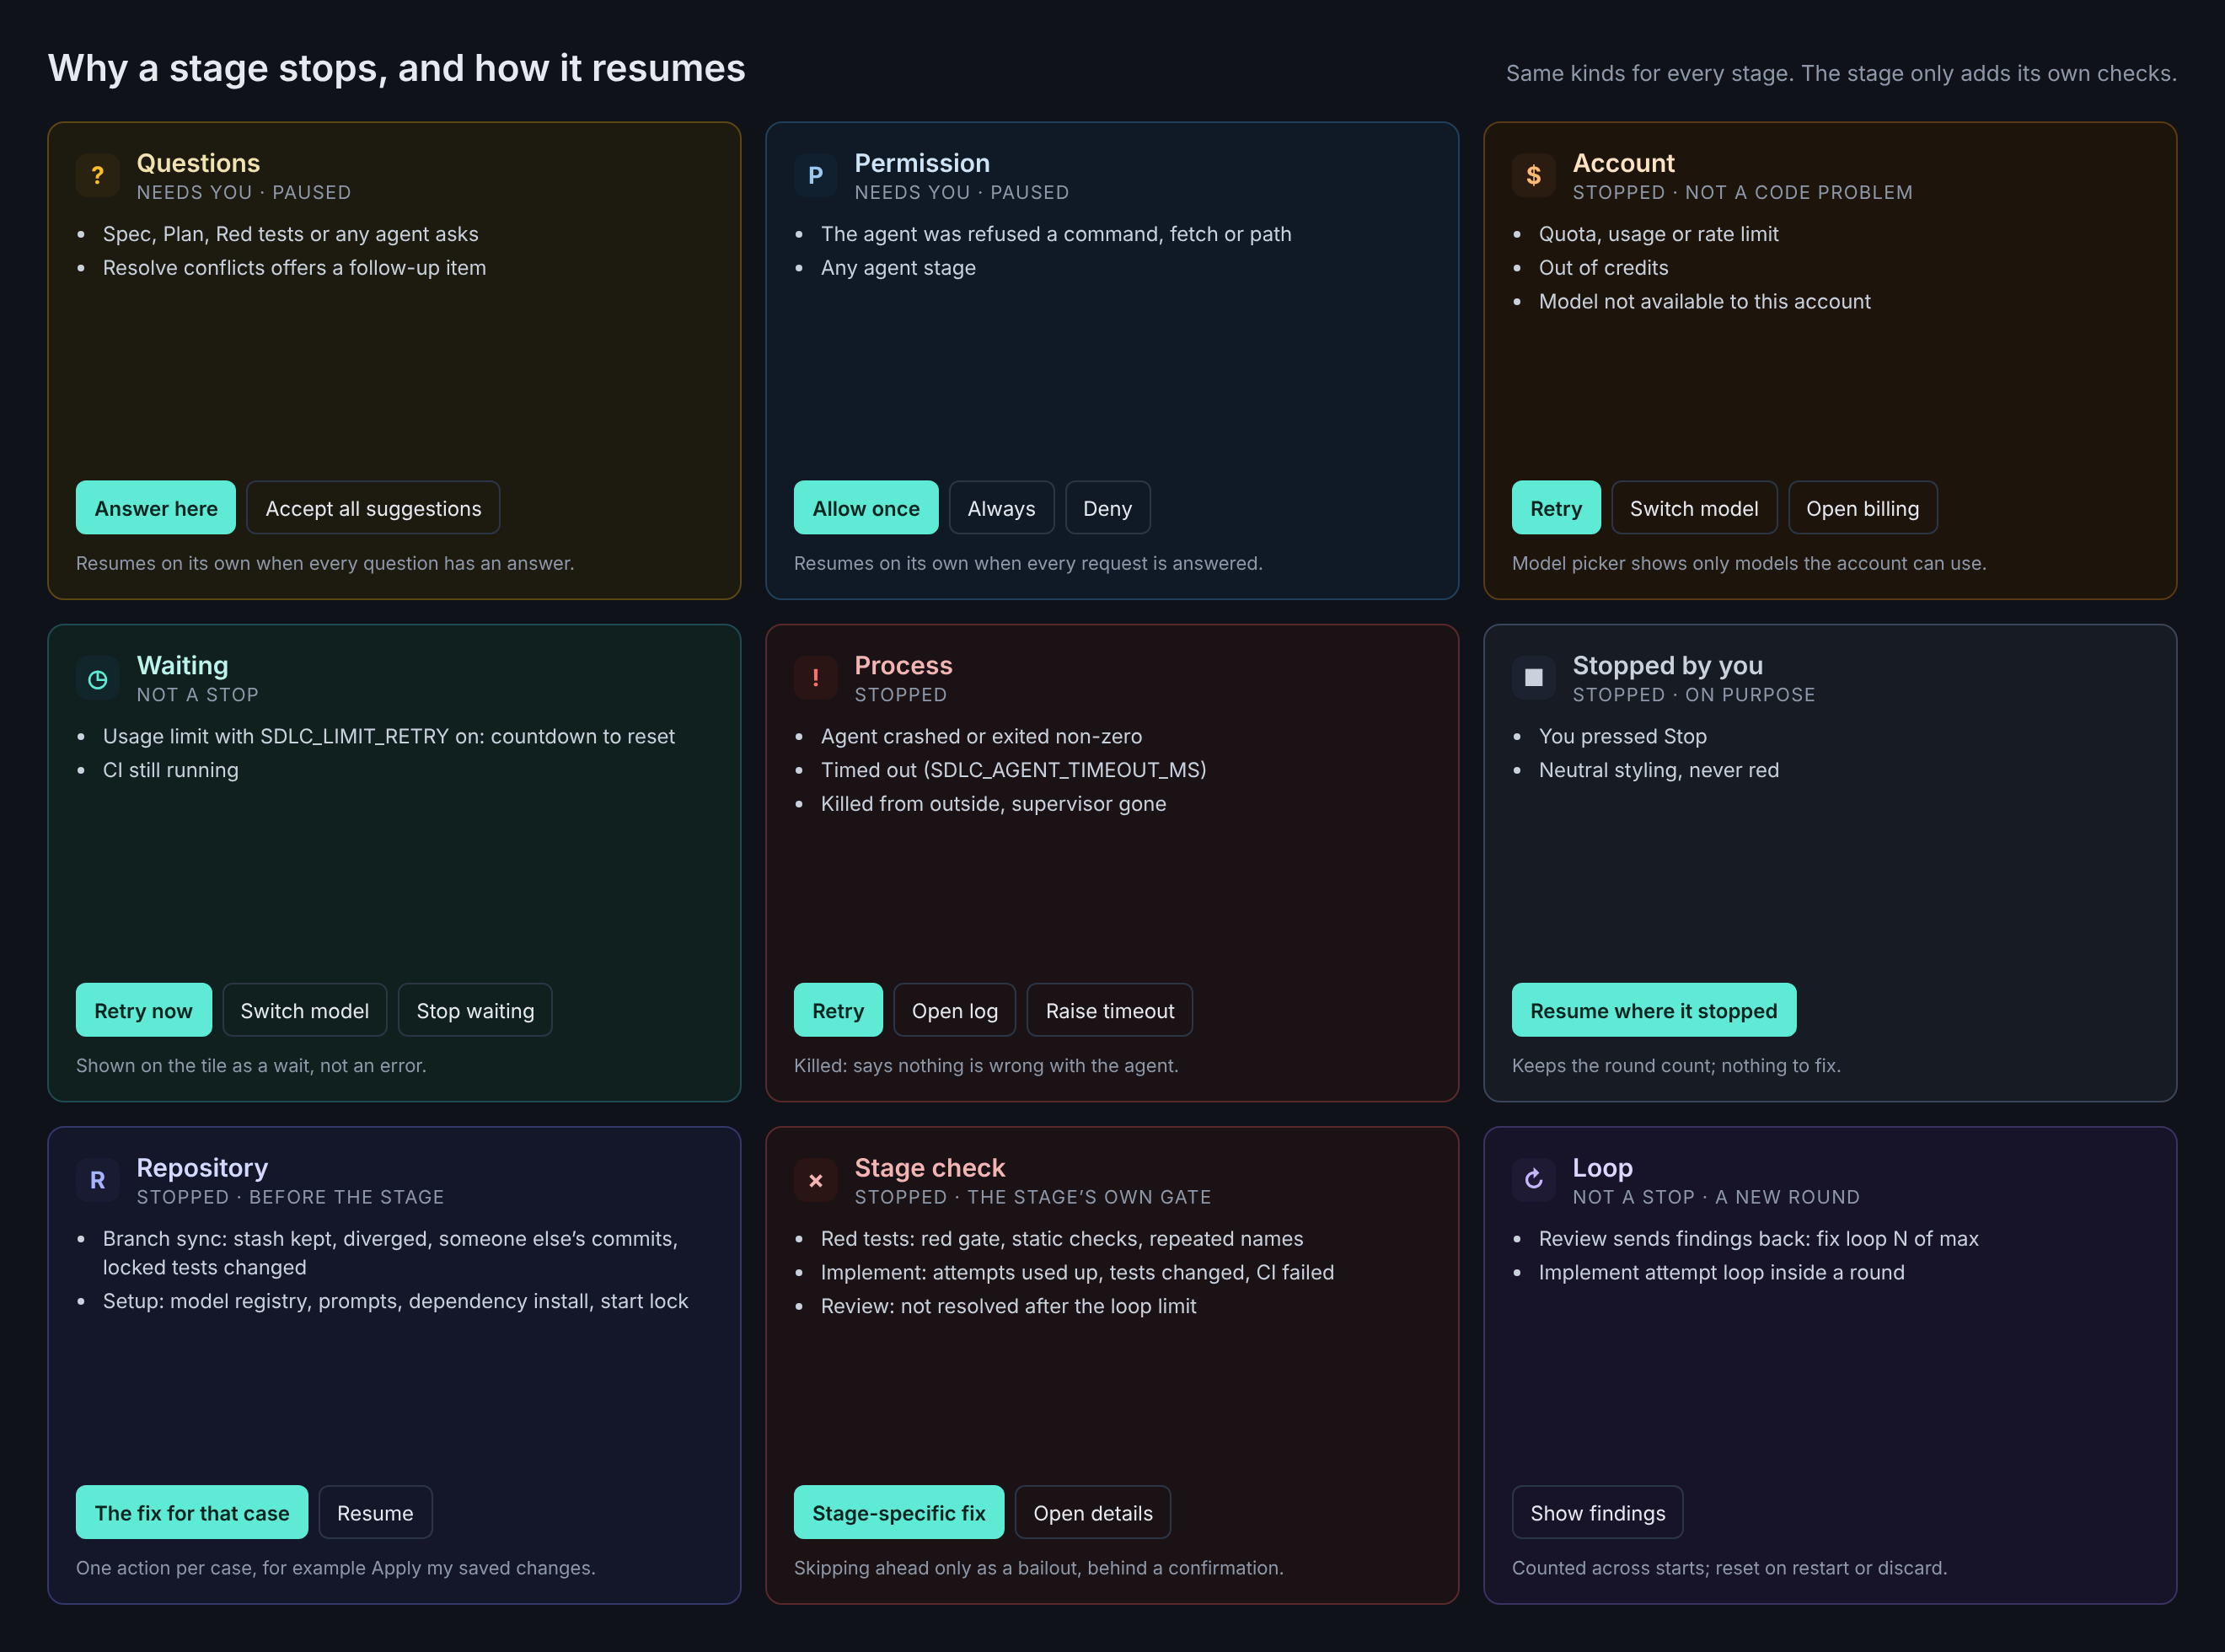 Why a stage stops, and how it resumes
Same kinds for every stage. The stage only adds its own checks.
?
Questions
NEEDS YOU · PAUSED
• Spec, Plan, Red tests or any agent asks
• Resolve conflicts offers a follow-up item
Answer here
Accept all suggestions
Resumes on its own when every question has an answer.
P
Permission
NEEDS YOU · PAUSED
• The agent was refused a command, fetch or path
• Any agent stage
Allow once
Always
Deny
Resumes on its own when every request is answered.
$
Account
STOPPED · NOT A CODE PROBLEM
• Quota, usage or rate limit
• Out of credits
• Model not available to this account
Retry
Switch model
Open billing
Model picker shows only models the account can use.
Waiting
NOT A STOP
• Usage limit with SDLC_LIMIT_RETRY on: countdown to reset
• CI still running
Retry now
Switch model
Stop waiting
Shown on the tile as a wait, not an error.
!
Process
STOPPED
• Agent crashed or exited non-zero
• Timed out (SDLC_AGENT_TIMEOUT_MS)
• Killed from outside, supervisor gone
Retry
Open log
Raise timeout
Killed: says nothing is wrong with the agent.
Stopped by you
STOPPED · ON PURPOSE
• You pressed Stop
• Neutral styling, never red
Resume where it stopped
Keeps the round count; nothing to fix.
R
Repository
STOPPED · BEFORE THE STAGE
• Branch sync: stash kept, diverged, someone else’s commits,
locked tests changed
• Setup: model registry, prompts, dependency install, start lock
The fix for that case
Resume
One action per case, for example Apply my saved changes.
×
Stage check
STOPPED · THE STAGE’S OWN GATE
• Red tests: red gate, static checks, repeated names
• Implement: attempts used up, tests changed, CI failed
• Review: not resolved after the loop limit
Stage-specific fix
Open details
Skipping ahead only as a bailout, behind a confirmation.
↻
Loop
NOT A STOP · A NEW ROUND
• Review sends findings back: fix loop N of max
• Implement attempt loop inside a round
Show findings
Counted across starts; reset on restart or discard.